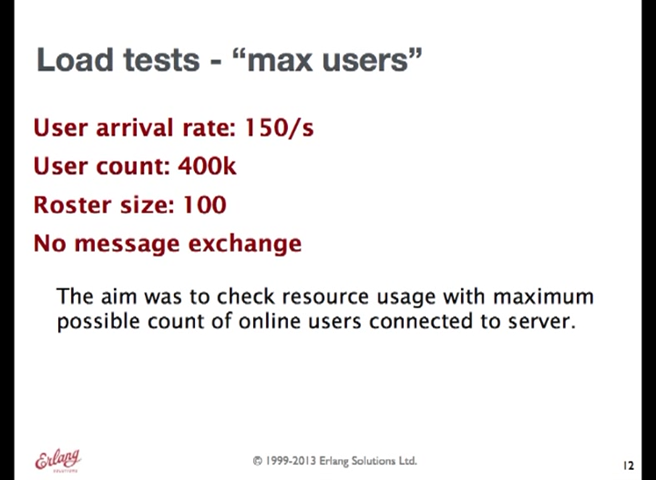 Load tests - “max users”
User arrival rate: 150/s
User count: 400k
Roster size: 100
No message exchange
The aim was to check resource usage with maximum
possible count of online users connected to server.
Erlang
SOLUTIONS
© 1999-2013 Erlang Solutions Ltd.
12